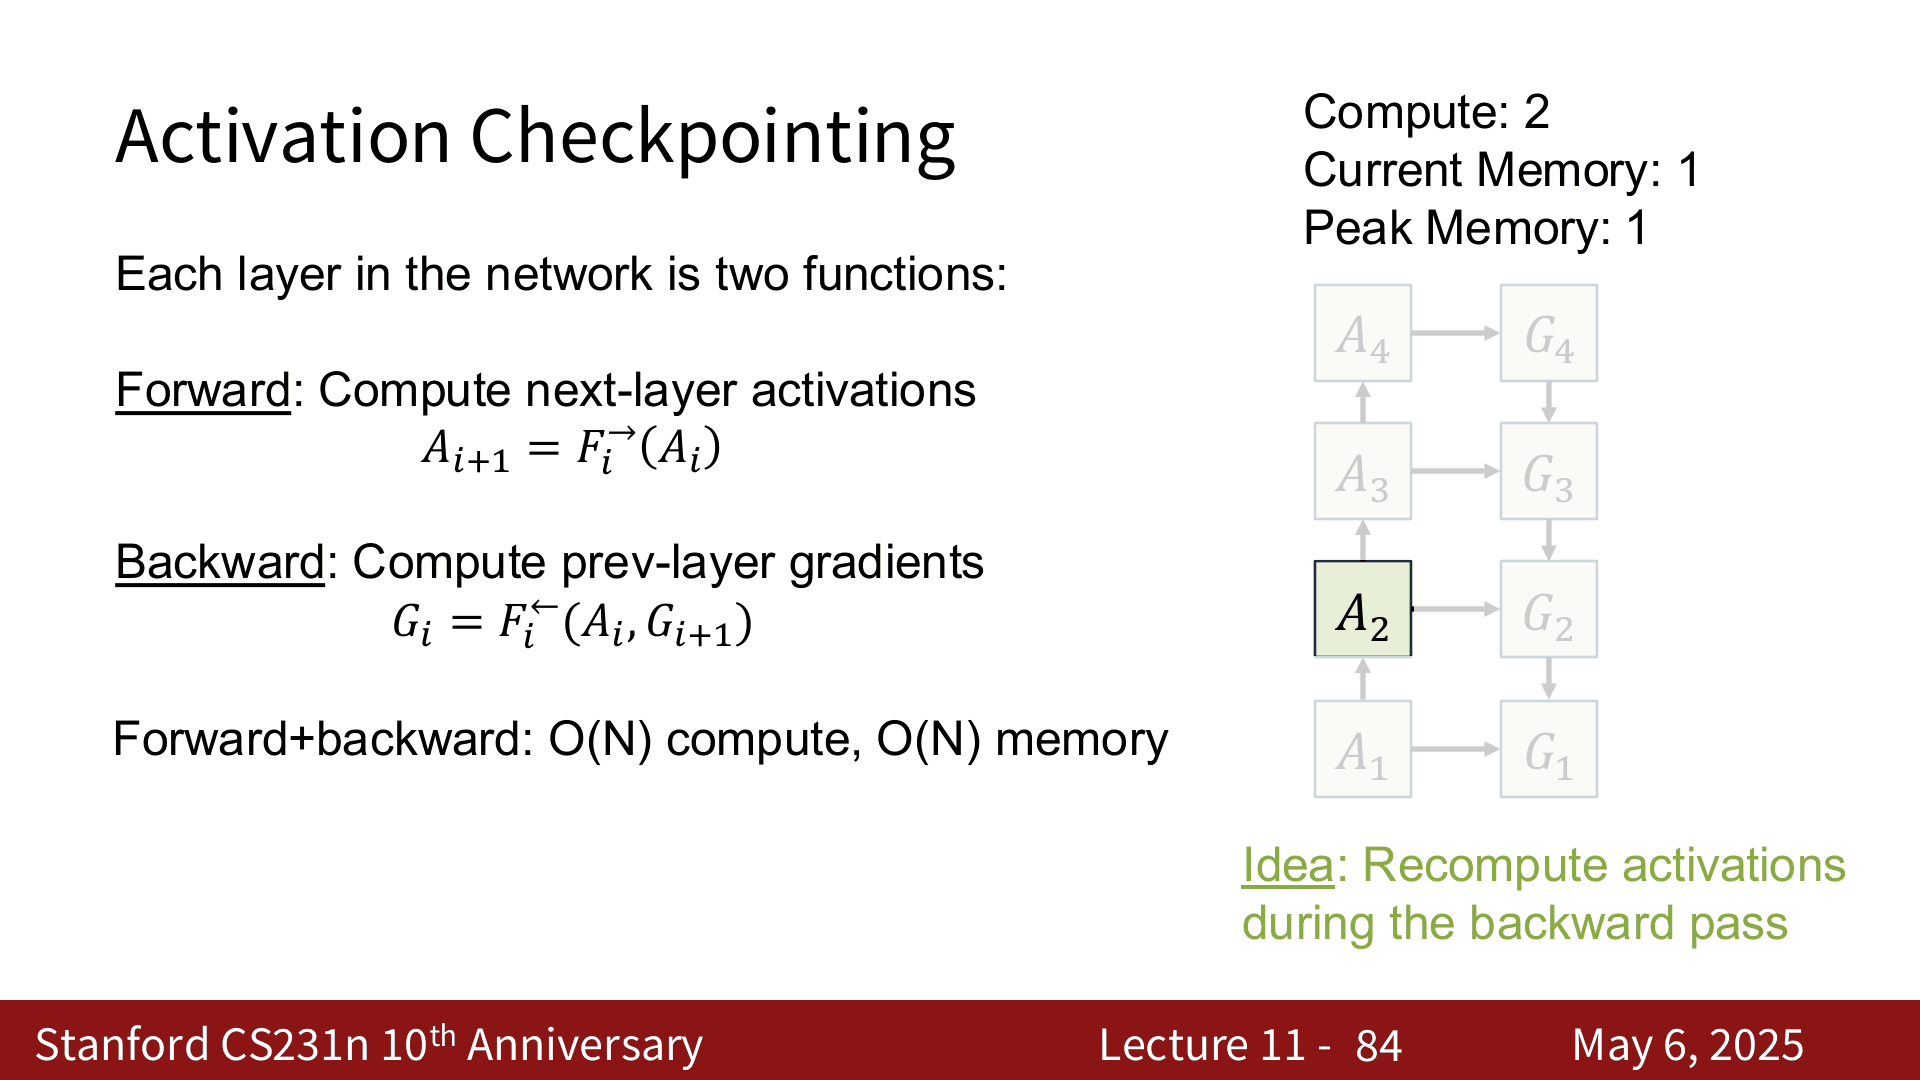 Activation Checkpointing
Each layer in the network is two functions:
Forward: Compute next-layer activations
A_{i+1} = F_i^→(A_i)
Backward: Compute prev-layer gradients
G_i = F_i^←(A_i, G_{i+1})
Forward+backward: O(N) compute, O(N) memory
Compute: 2
Current Memory: 1
Peak Memory: 1
A_4 G_4
A_3 G_3
A_2 G_2
A_1 G_1
Idea: Recompute activations
during the backward pass
Stanford CS231n 10th Anniversary Lecture 11 - 84 May 6, 2025